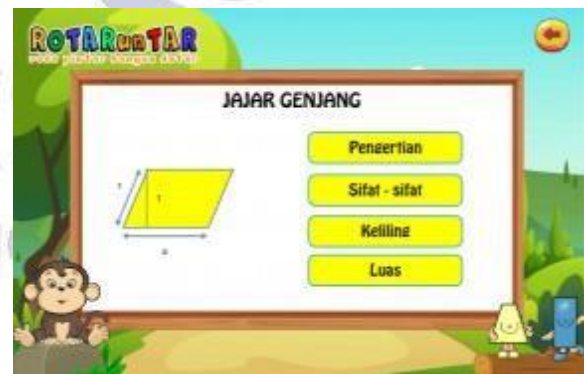 ROTARunTAR
JAJAR GENJANG
Pengertian
Sifat - sifat
Keliling
Luas